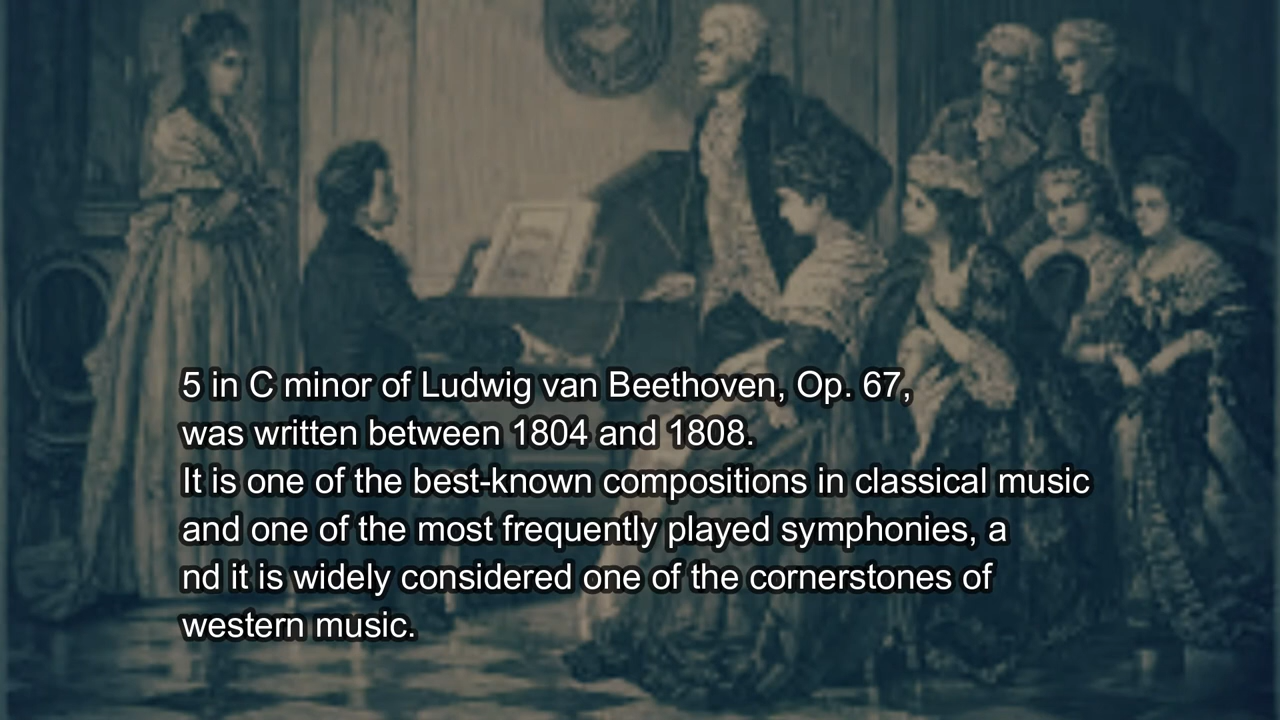 5 in C minor of Ludwig van Beethoven, Op. 67,
was written between 1804 and 1808.
It is one of the best-known compositions in classical music
and one of the most frequently played symphonies, a
nd it is widely considered one of the cornerstones of
western music.